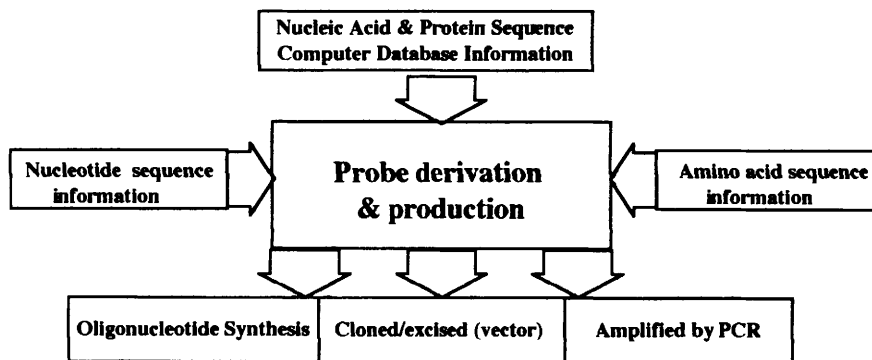 Nucleic Acid & Protein Sequence
Computer Database Information
Nucleotide sequence
information
Probe derivation
& production
Amino acid sequence
information
Oligonucleotide Synthesis
Cloned/excised (vector)
Amplified by PCR